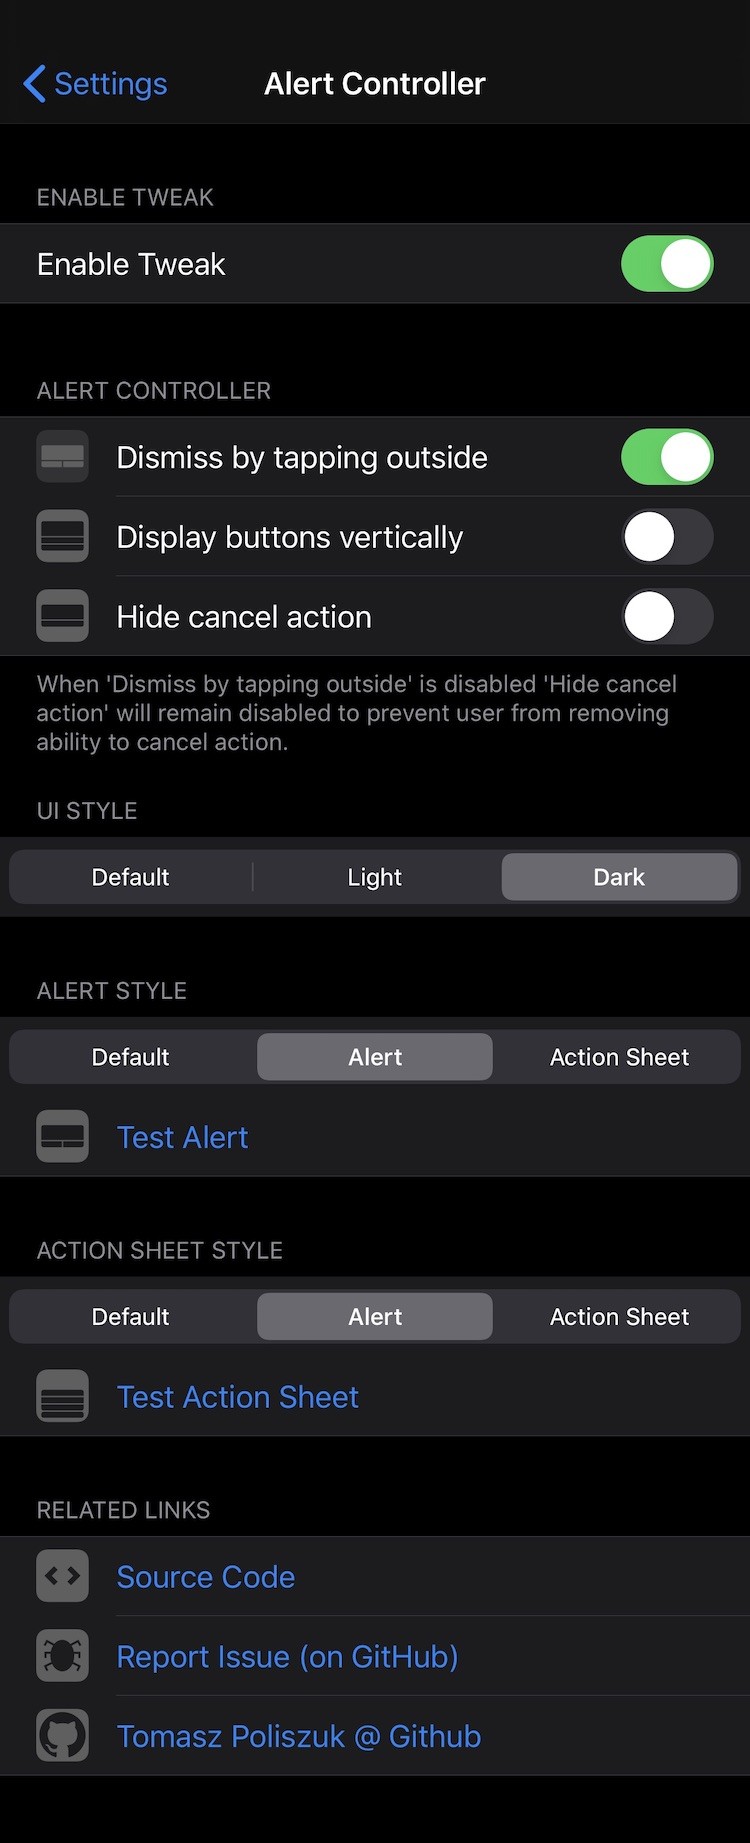 Settings
Alert Controller
ENABLE TWEAK
Enable Tweak
ALERT CONTROLLER
Dismiss by tapping outside
Display buttons vertically
Hide cancel action
When 'Dismiss by tapping outside' is disabled 'Hide cancel
action' will remain disabled to prevent user from removing
ability to cancel action.
UI STYLE
Default Light Dark
ALERT STYLE
Default Alert Action Sheet
Test Alert
ACTION SHEET STYLE
Default Alert Action Sheet
Test Action Sheet
RELATED LINKS
Source Code
Report Issue (on GitHub)
Tomasz Poliszuk @ Github